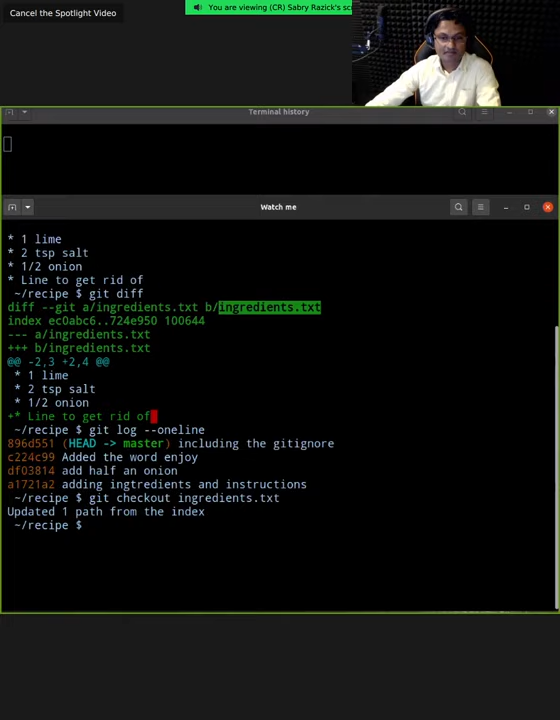 Cancel the Spotlight Video
You are viewing (CR) Sabry Razick's sc
Terminal history
Watch me
* 1 lime
* 2 tsp salt
* 1/2 onion
* Line to get rid of
~/recipe $ git diff
diff --git a/ingredients.txt b/ingredients.txt
index ec0abc6..724e950 100644
--- a/ingredients.txt
+++ b/ingredients.txt
@@ -2,3 +2,4 @@
* 1 lime
* 2 tsp salt
* 1/2 onion
+* Line to get rid of
~/recipe $ git log --oneline
896d551 (HEAD -> master) including the gitignore
c224c99 Added the word enjoy
df03814 add half an onion
a1721a2 adding ingtredients and instructions
~/recipe $ git checkout ingredients.txt
Updated 1 path from the index
~/recipe $